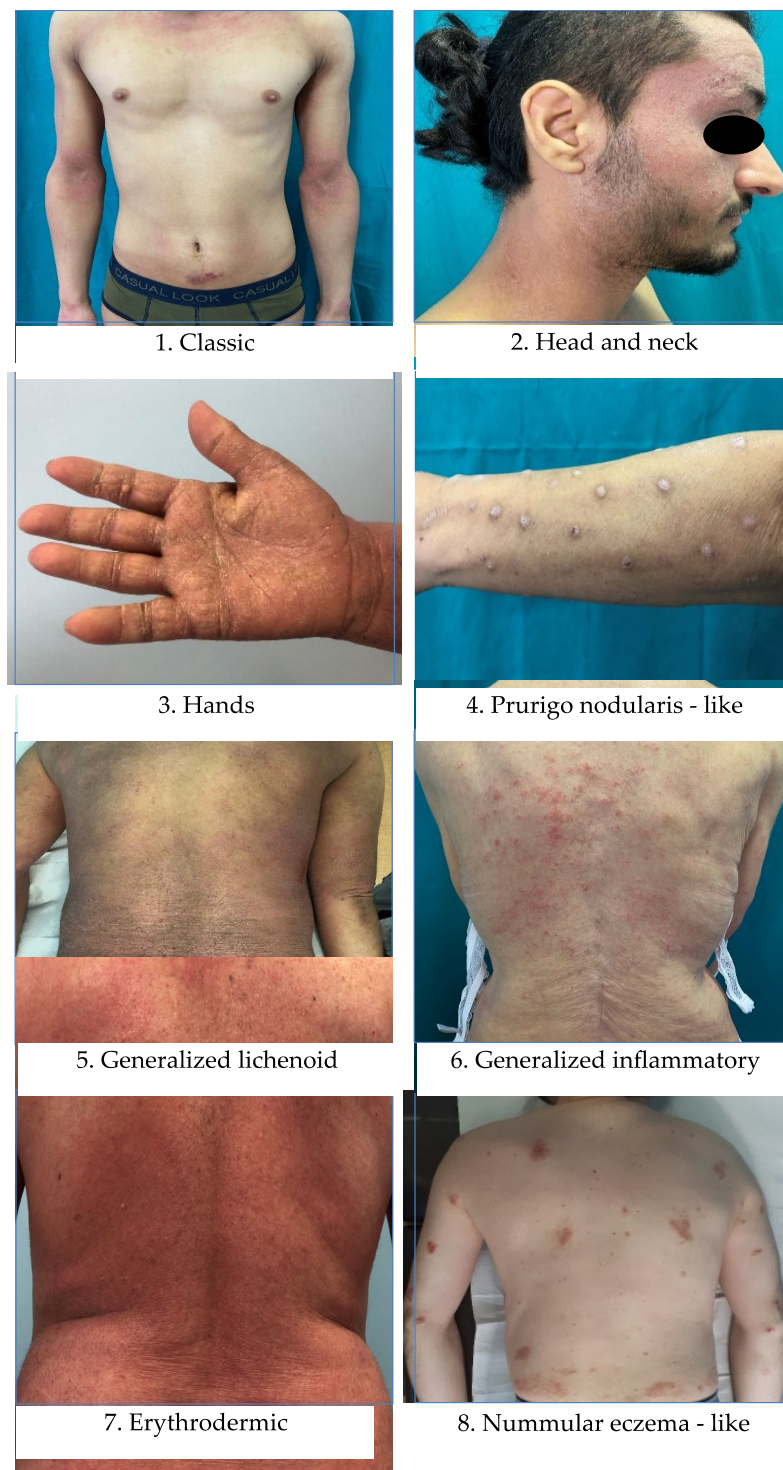 CASUAL LOOK CASUAL
1. Classic
2. Head and neck
3. Hands
4. Prurigo nodularis - like
5. Generalized lichenoid
6. Generalized inflammatory
7. Erythrodermic
8. Nummular eczema - like